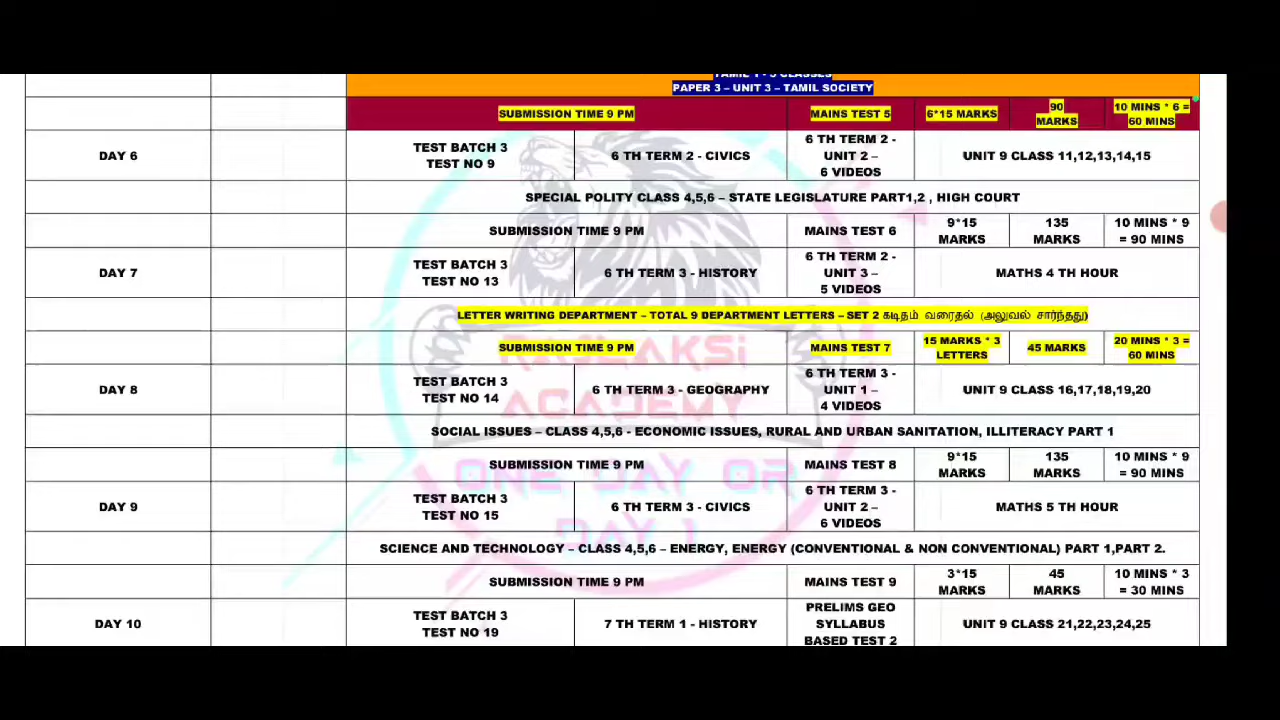 TAMIL 1 - 5 CLASSES
PAPER 3 – UNIT 3 – TAMIL SOCIETY
SUBMISSION TIME 9 PM
MAINS TEST 5
6*15 MARKS
90
MARKS
10 MINS * 6 =
60 MINS
DAY 6
TEST BATCH 3
TEST NO 9
6 TH TERM 2 - CIVICS
6 TH TERM 2 -
UNIT 2 –
6 VIDEOS
UNIT 9 CLASS 11,12,13,14,15
SPECIAL POLITY CLASS 4,5,6 – STATE LEGISLATURE PART1,2 , HIGH COURT
SUBMISSION TIME 9 PM
MAINS TEST 6
9*15
MARKS
135
MARKS
10 MINS * 9
= 90 MINS
DAY 7
TEST BATCH 3
TEST NO 13
6 TH TERM 3 - HISTORY
6 TH TERM 2-
UNIT 3 –
5 VIDEOS
MATHS 4 TH HOUR
LETTER WRITING DEPARTMENT – TOTAL 9 DEPARTMENT LETTERS – SET 2 கடிதம் வரைதல் (அலுவல் சார்ந்தது)
SUBMISSION TIME 9 PM
MAINS TEST 7
15 MARKS * 3
LETTERS
45 MARKS
20 MINS * 3 =
60 MINS
DAY 8
TEST BATCH 3
TEST NO 14
6 TH TERM 3 - GEOGRAPHY
6 TH TERM 3-
UNIT 1 –
4 VIDEOS
UNIT 9 CLASS 16,17,18,19,20
SOCIAL ISSUES – CLASS 4,5,6 - ECONOMIC ISSUES, RURAL AND URBAN SANITATION, ILLITERACY PART 1
SUBMISSION TIME 9 PM
MAINS TEST 8
9*15
MARKS
135
MARKS
10 MINS * 9
= 90 MINS
DAY 9
TEST BATCH 3
TEST NO 15
6 TH TERM 3 - CIVICS
6 TH TERM 3 -
UNIT 2 –
6 VIDEOS
MATHS 5 TH HOUR
SCIENCE AND TECHNOLOGY – CLASS 4,5,6 – ENERGY, ENERGY (CONVENTIONAL & NON CONVENTIONAL) PART 1,PART 2.
SUBMISSION TIME 9 PM
MAINS TEST 9
3*15
MARKS
45
MARKS
10 MINS * 3
= 30 MINS
DAY 10
TEST BATCH 3
TEST NO 19
7 TH TERM 1 - HISTORY
PRELIMS GEO
SYLLABUS
BASED TEST 2
UNIT 9 CLASS 21,22,23,24,25
ACADEMY
ONE DAY OR
DAY 1